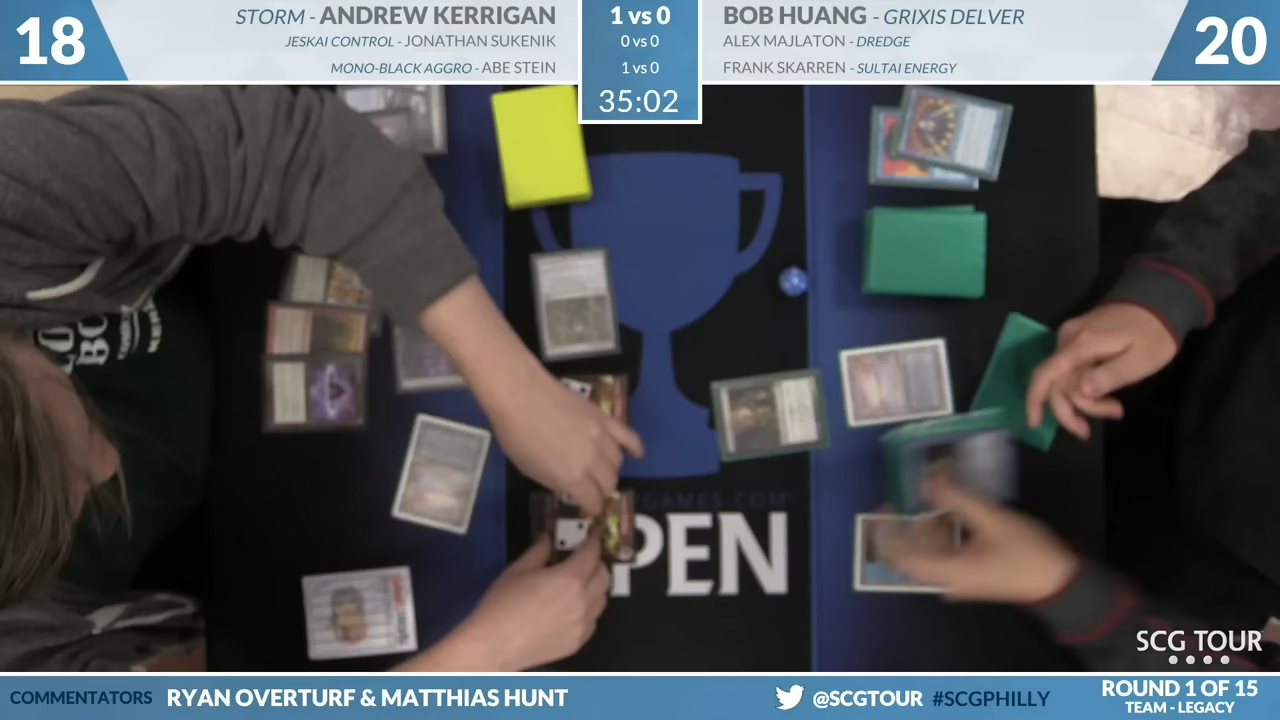 18
STORM - ANDREW KERRIGAN
JESKAI CONTROL - JONATHAN SUKENIK
MONO-BLACK AGGRO - ABE STEIN
1 vs 0
0 vs 0
1 vs 0
35:02
BOB HUANG - GRIXIS DELVER
ALEX MAJLATON - DREDGE
FRANK SKARREN - SULTAI ENERGY
20
GAMES.COM
PEN
SCG TOUR
COMMENTATORS RYAN OVERTURF & MATTHIAS HUNT
@SCGTOUR #SCGPHILLY
ROUND 1 OF 15
TEAM - LEGACY